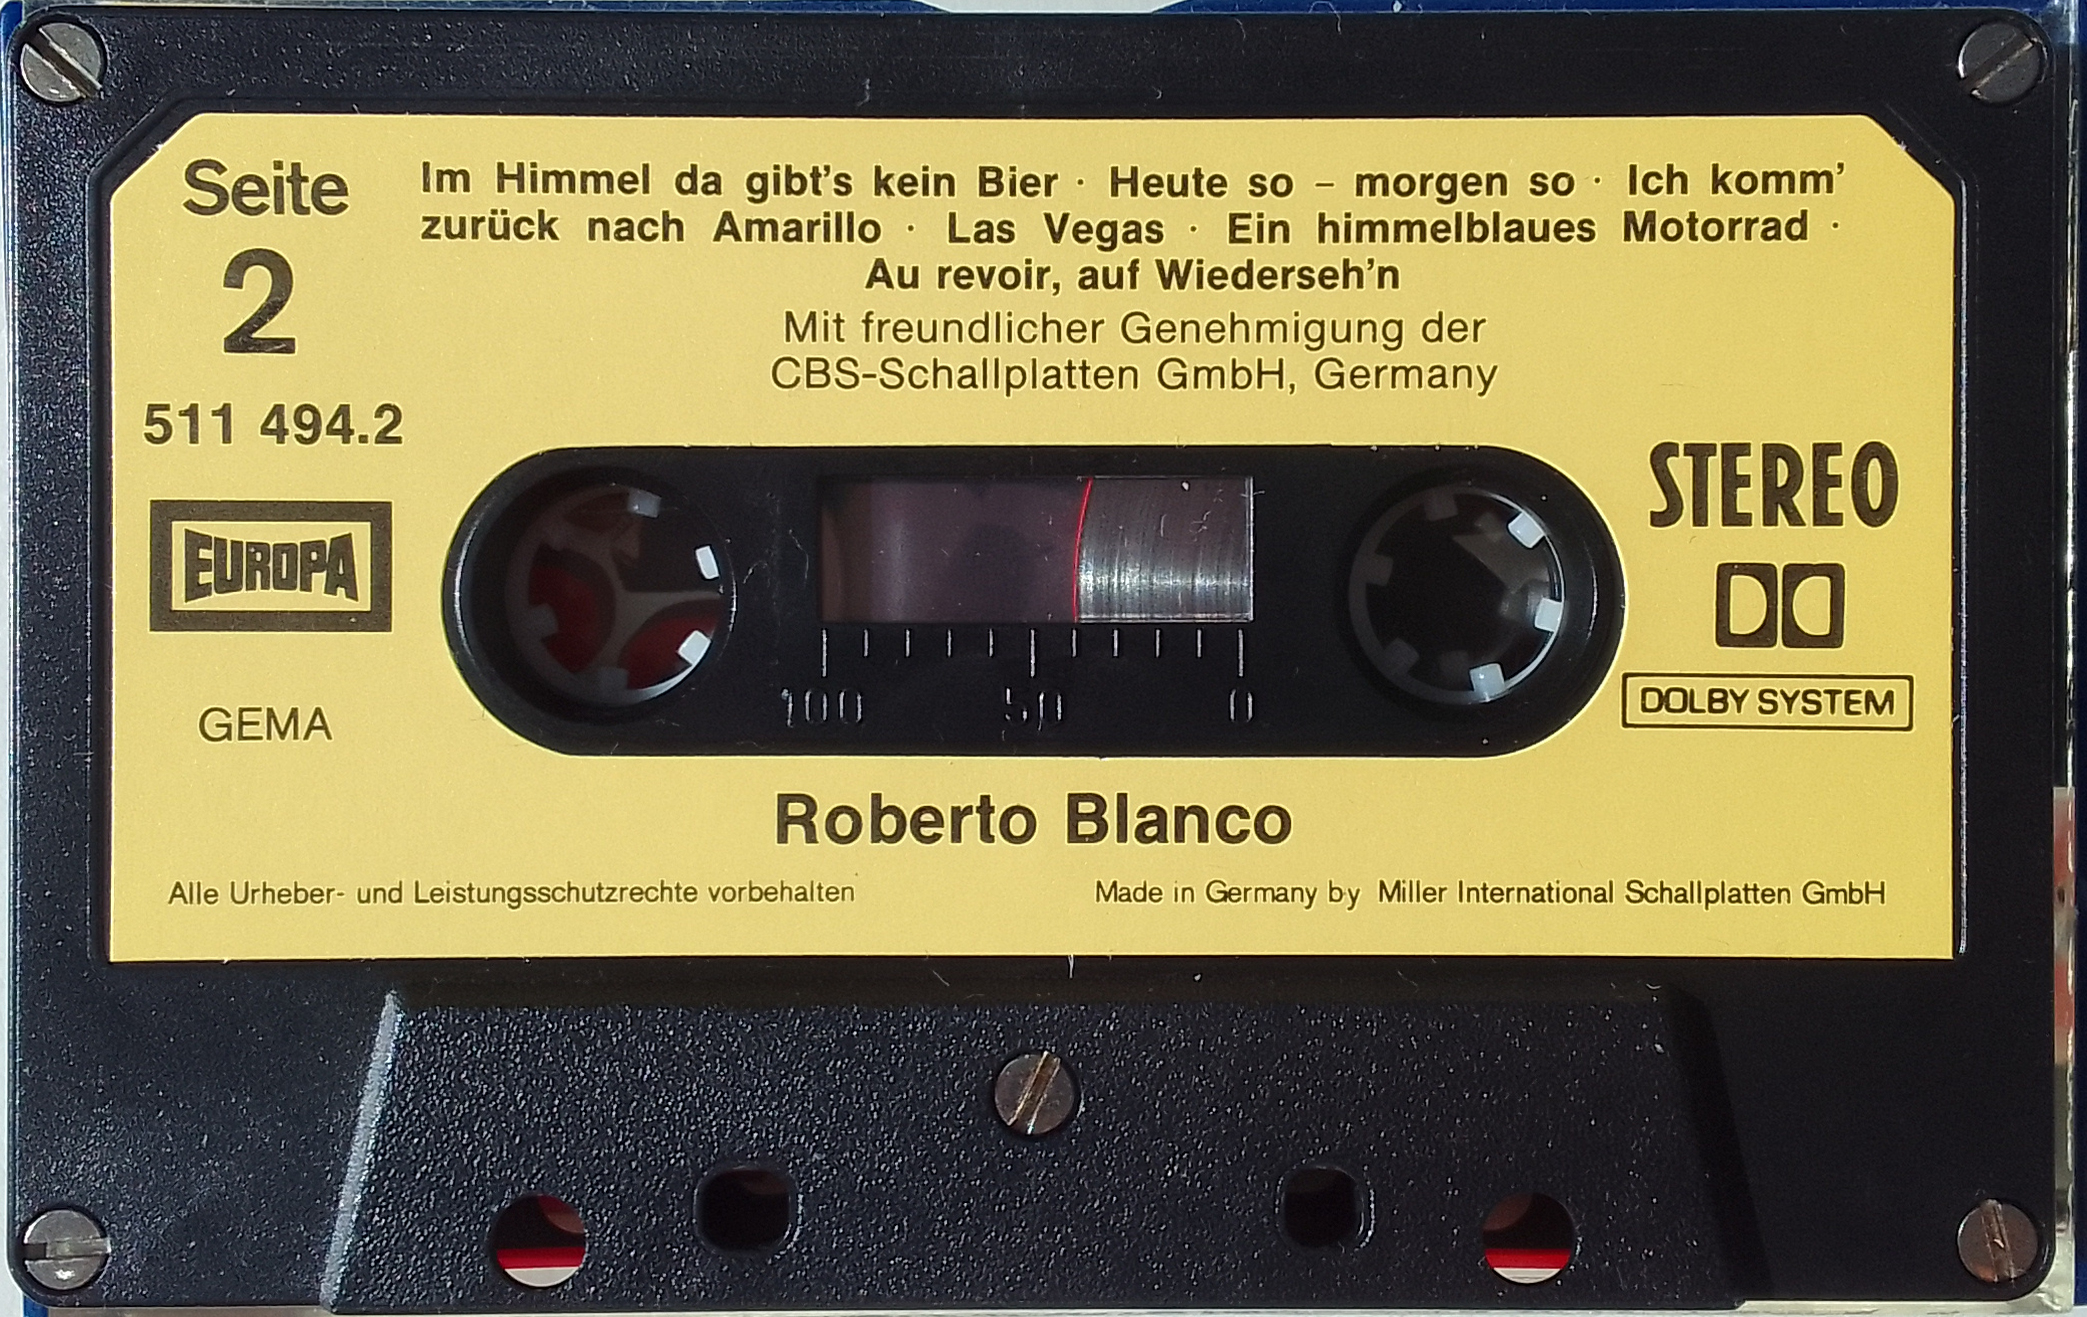 Seite
2
Im Himmel da gibt's kein Bier · Heute so – morgen so · Ich komm'
zurück nach Amarillo · Las Vegas · Ein himmelblaues Motorrad ·
Au revoir, auf Wiederseh'n
Mit freundlicher Genehmigung der
CBS-Schallplatten GmbH, Germany
511 494.2
EUROPA
GEMA
100 50 0
STEREO
DOLBY SYSTEM
Roberto Blanco
Alle Urheber- und Leistungsschutzrechte vorbehalten
Made in Germany by Miller International Schallplatten GmbH